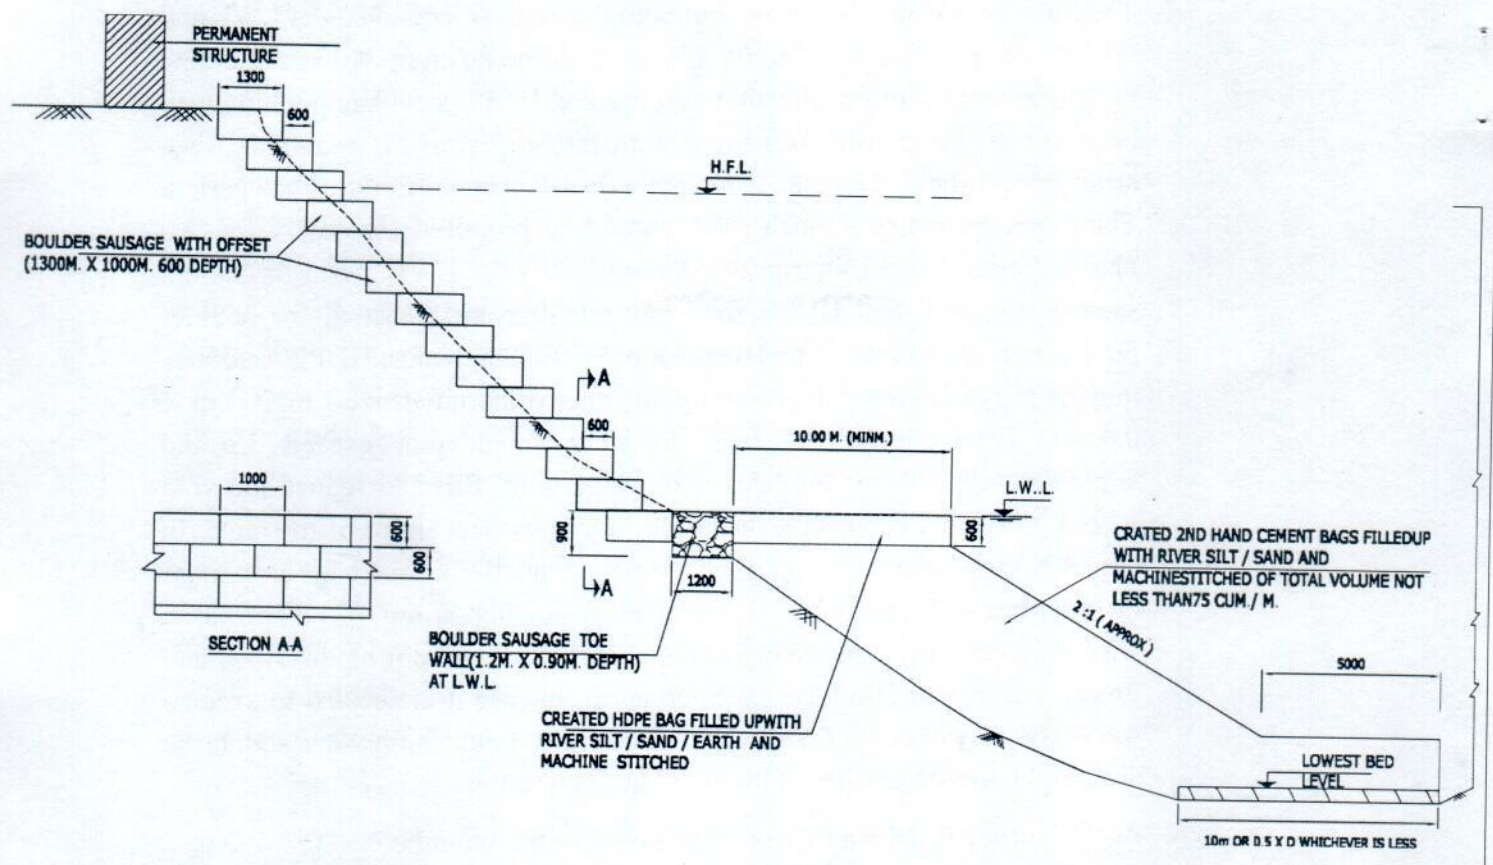 PERMANENT
STRUCTURE
1300
600
H.F.L.
BOULDER SAUSAGE WITH OFFSET
(1300M. X 1000M. 600 DEPTH)
A
600
10.00 M. (MINM.)
1000
L.W..L.
600
600
900
600
1200
A
CRATED 2ND HAND CEMENT BAGS FILLEDUP
WITH RIVER SILT / SAND AND
MACHINESTITCHED OF TOTAL VOLUME NOT
LESS THAN75 CUM./ M.
2 :1 ( APPROX )
SECTION A-A
BOULDER SAUSAGE TOE
WALL(1.2M. X 0.90M. DEPTH)
AT L.W.L.
5000
CREATED HDPE BAG FILLED UPWITH
RIVER SILT / SAND / EARTH AND
MACHINE STITCHED
LOWEST BED
LEVEL
10m OR 0.5 X D WHICHEVER IS LESS